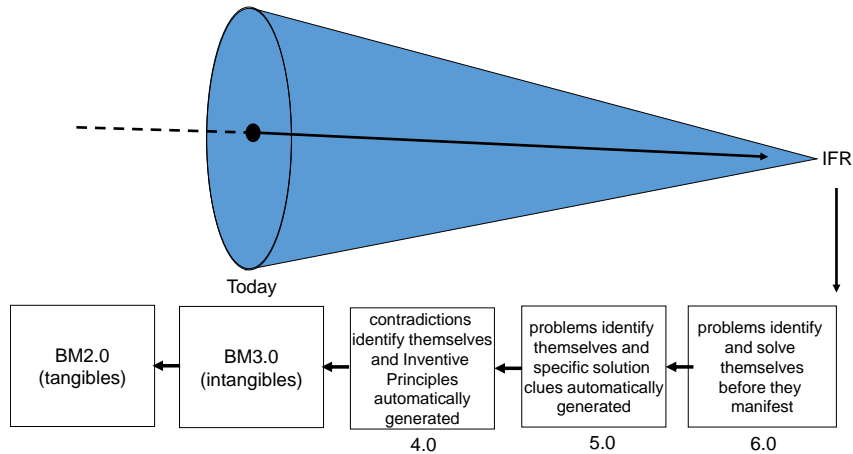 IFR
Today
BM2.0
(tangibles)
BM3.0
(intangibles)
contradictions
identify themselves
and Inventive
Principles
automatically
generated
problems identify
themselves and
specific solution
clues automatically
generated
problems identify
and solve
themselves
before they
manifest
4.0
5.0
6.0